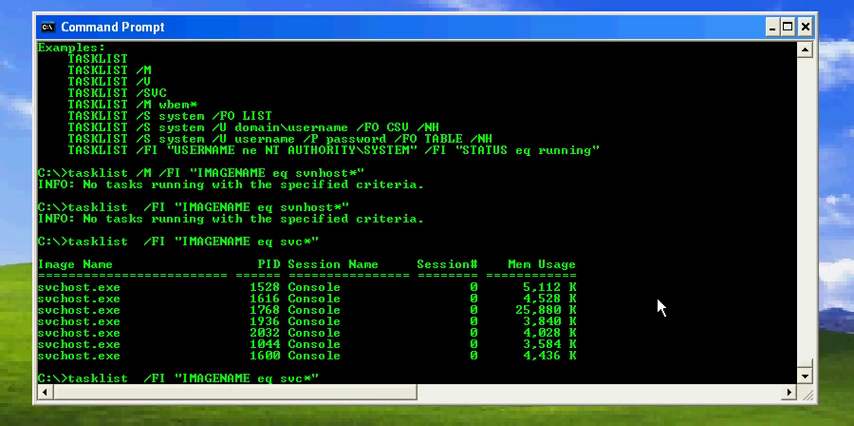 C:\ Command Prompt
Examples:
TASKLIST
TASKLIST /M
TASKLIST /V
TASKLIST /SVC
TASKLIST /M wbem*
TASKLIST /S system /FO LIST
TASKLIST /S system /U domain\username /FO CSV /NH
TASKLIST /S system /U username /P password /FO TABLE /NH
TASKLIST /FI "USERNAME ne NT AUTHORITY\SYSTEM" /FI "STATUS eq running"
C:\>tasklist /M /FI "IMAGENAME eq svnhost*"
INFO: No tasks running with the specified criteria.
C:\>tasklist  /FI "IMAGENAME eq svnhost*"
INFO: No tasks running with the specified criteria.
C:\>tasklist  /FI "IMAGENAME eq svc*"
Image Name                   PID Session Name     Session#    Mem Usage
========================= ====== ================ ======== ============
svchost.exe                 1528 Console                 0      5,112 K
svchost.exe                 1616 Console                 0      4,528 K
svchost.exe                 1768 Console                 0     25,880 K
svchost.exe                 1936 Console                 0      3,840 K
svchost.exe                 2032 Console                 0      4,028 K
svchost.exe                 1044 Console                 0      3,584 K
svchost.exe                 1600 Console                 0      4,436 K
C:\>tasklist  /FI "IMAGENAME eq svc*"